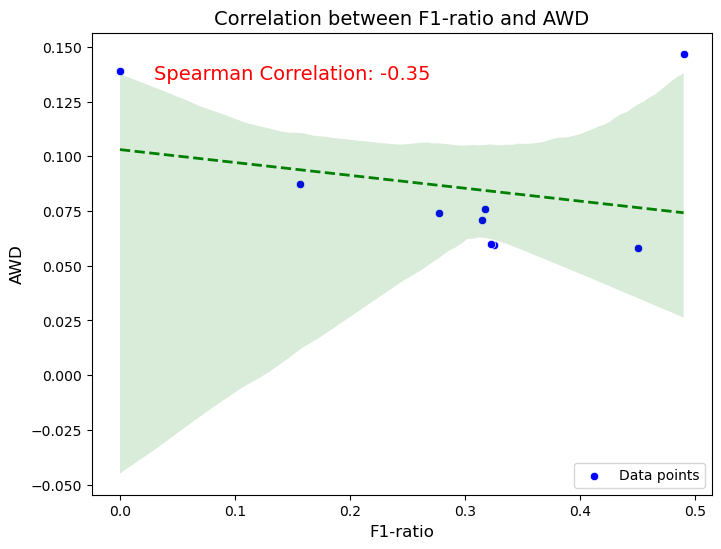 Correlation between F1-ratio and AWD
Spearman Correlation: -0.35
AWD
0.150
0.125
0.100
0.075
0.050
0.025
0.000
−0.025
−0.050
Data points
0.0 0.1 0.2 0.3 0.4 0.5
F1-ratio